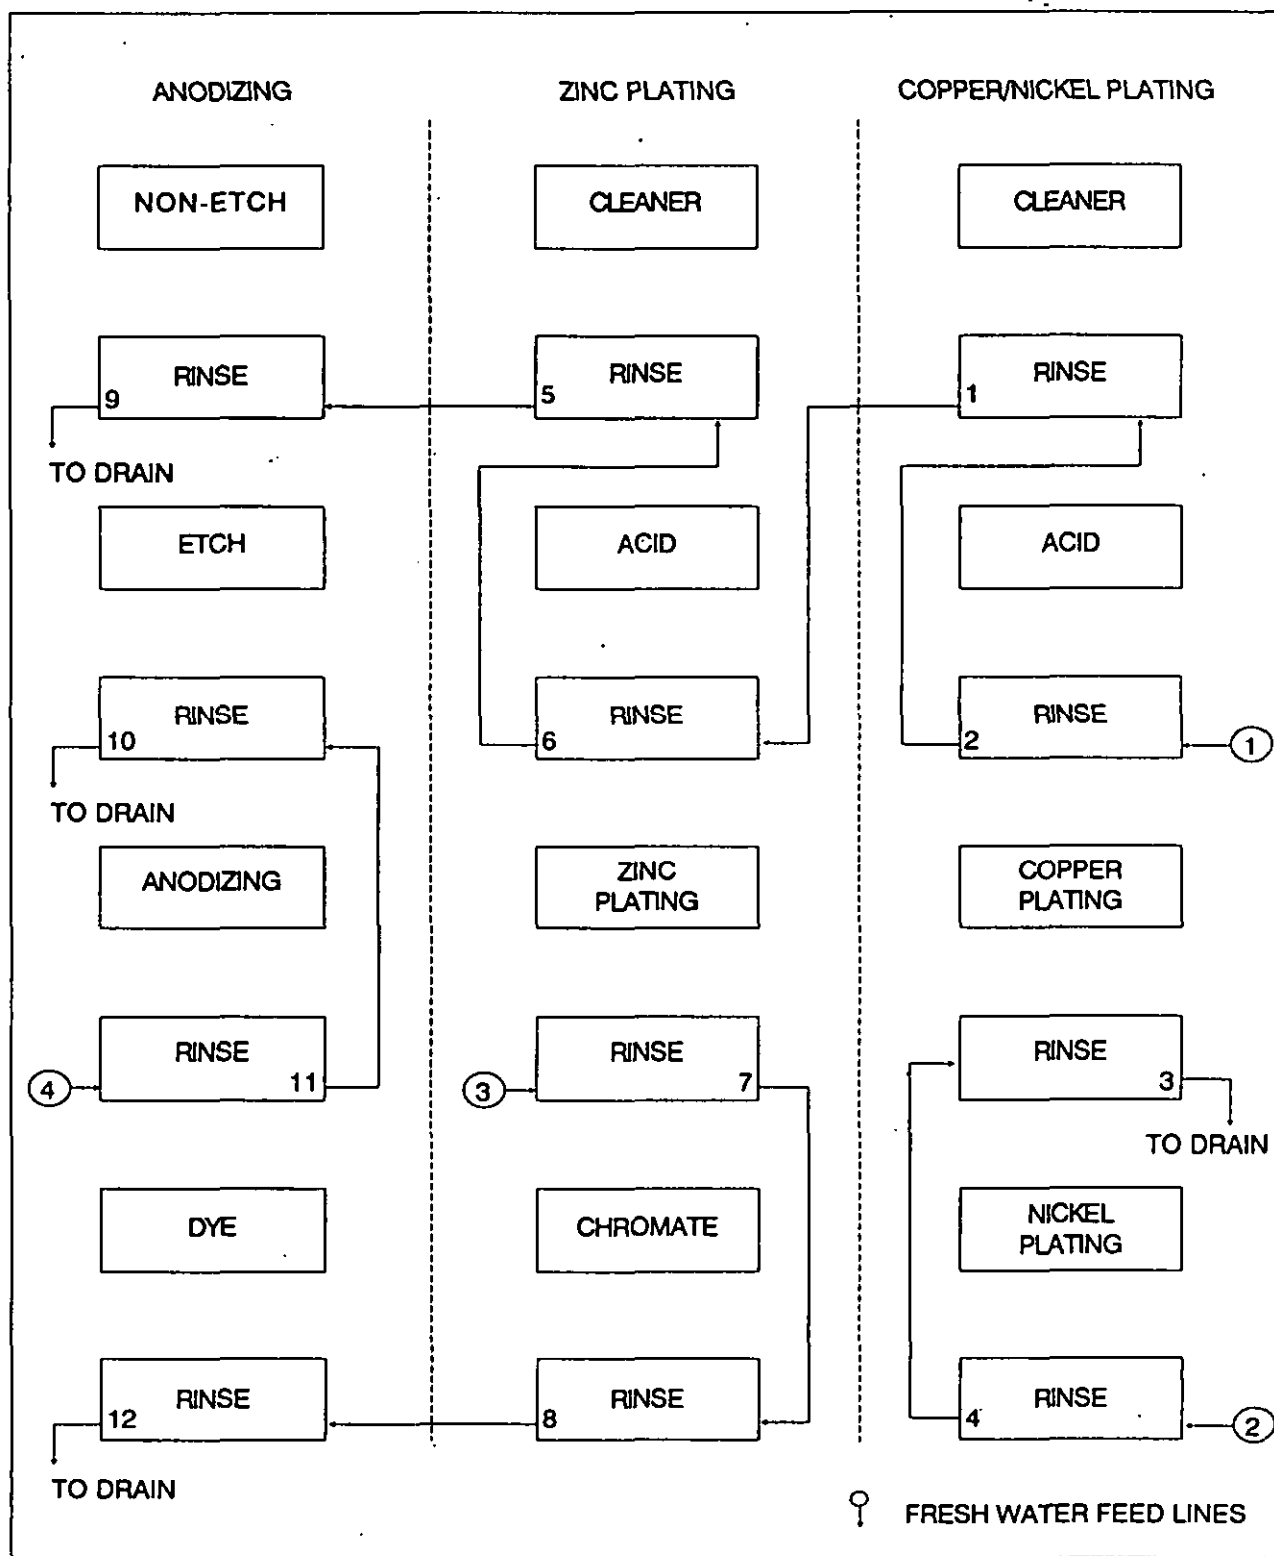 ANODIZING
ZINC PLATING
COPPER/NICKEL PLATING
NON-ETCH
CLEANER
CLEANER
RINSE
9
RINSE
5
RINSE
1
TO DRAIN
ETCH
ACID
ACID
RINSE
10
RINSE
6
RINSE
2
1
TO DRAIN
ANODIZING
ZINC
PLATING
COPPER
PLATING
4
RINSE
11
3
RINSE
7
RINSE
3
TO DRAIN
DYE
CHROMATE
NICKEL
PLATING
RINSE
12
RINSE
8
RINSE
4
2
TO DRAIN
FRESH WATER FEED LINES